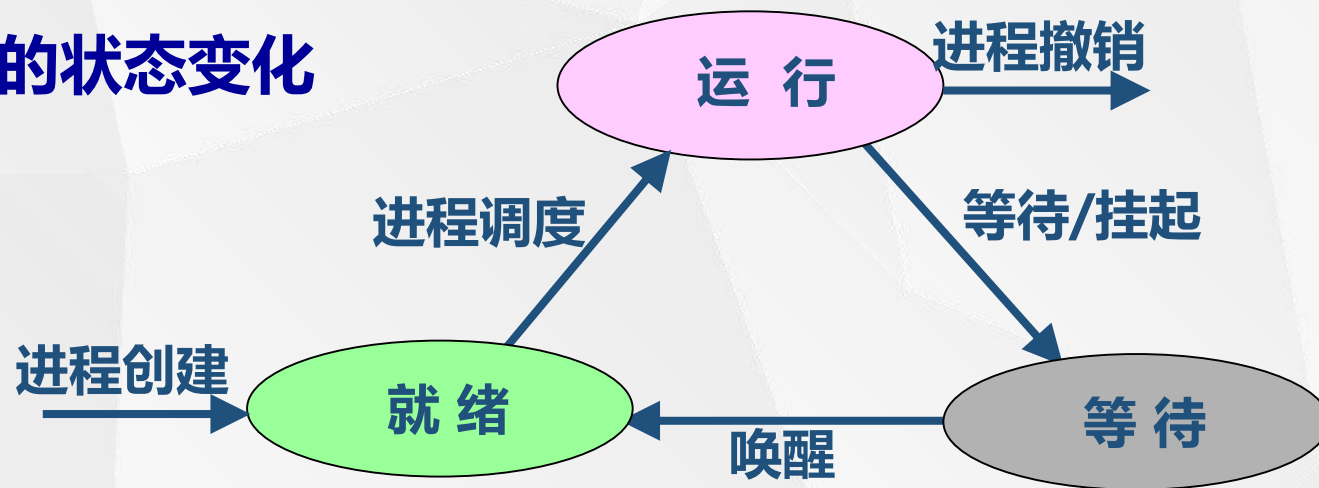 的状态变化
运 行
进程撤销
进程调度
等待/挂起
进程创建
就 绪
等 待
唤醒